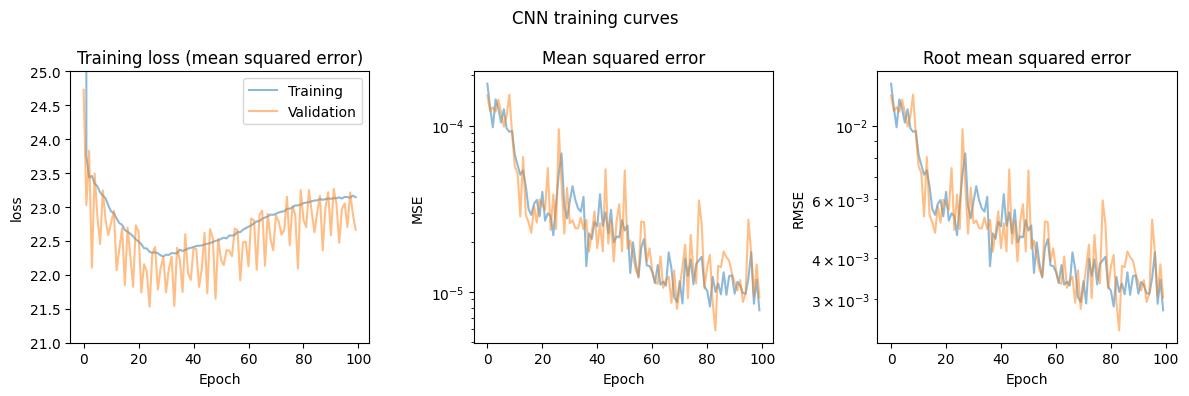 CNN training curves
Training loss (mean squared error)
25.0
24.5
24.0
23.5
23.0
22.5
22.0
21.5
21.0
loss
0 20 40 60 80 100
Epoch
Training
Validation
Mean squared error
10⁻⁴
10⁻⁵
MSE
0 20 40 60 80 100
Epoch
Root mean squared error
10⁻²
6 × 10⁻³
4 × 10⁻³
3 × 10⁻³
RMSE
0 20 40 60 80 100
Epoch